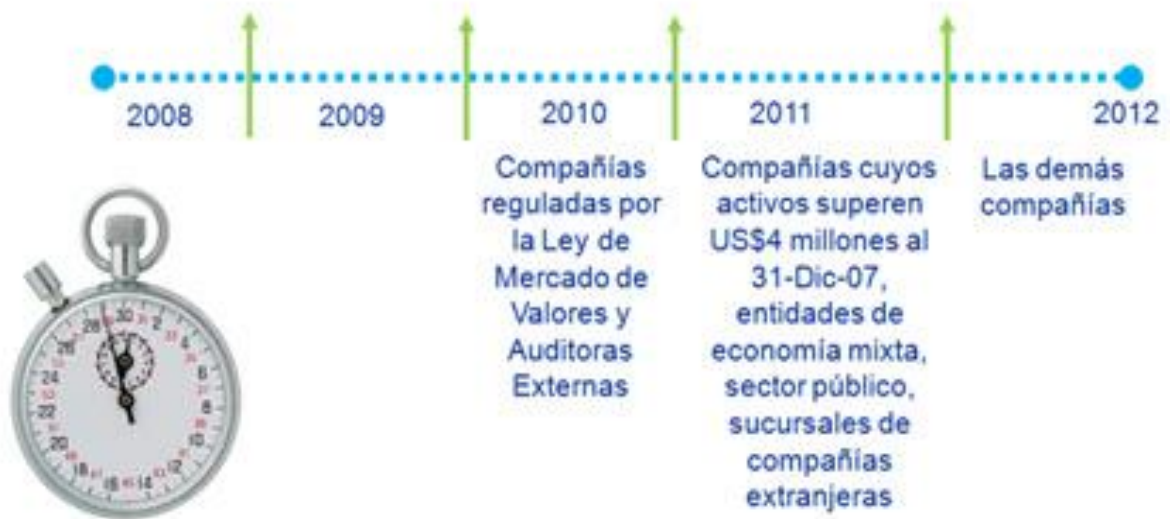 2008
2009
2010
2011
2012
Compañías
reguladas por
la Ley de
Mercado de
Valores y
Auditoras
Externas
Compañías cuyos
activos superen
US$4 millones al
31-Dic-07,
entidades de
economía mixta,
sector público,
sucursales de
compañías
extranjeras
Las demás
compañías